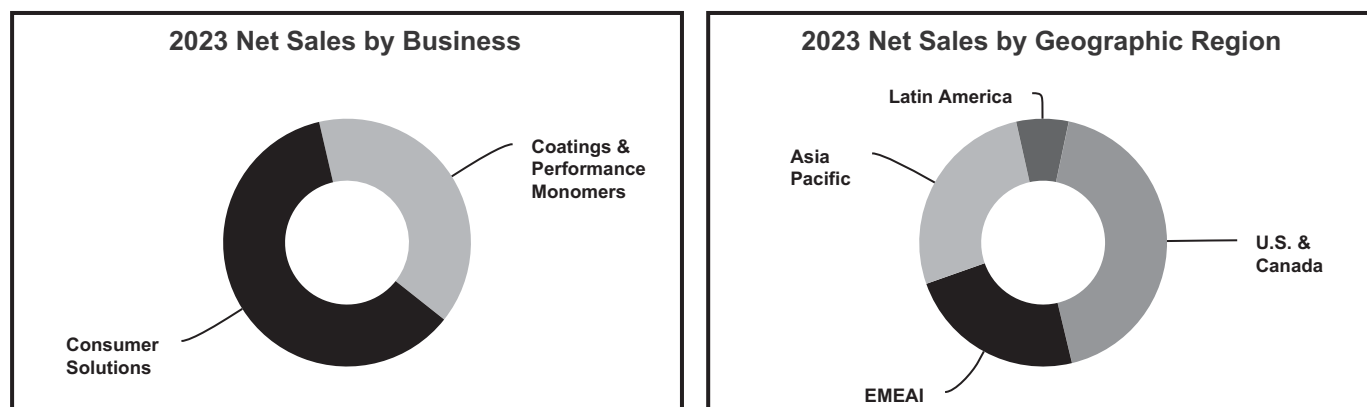 2023 Net Sales by Business
Coatings &
Performance
Monomers
Consumer
Solutions
2023 Net Sales by Geographic Region
Latin America
Asia
Pacific
U.S. &
Canada
EMEAI